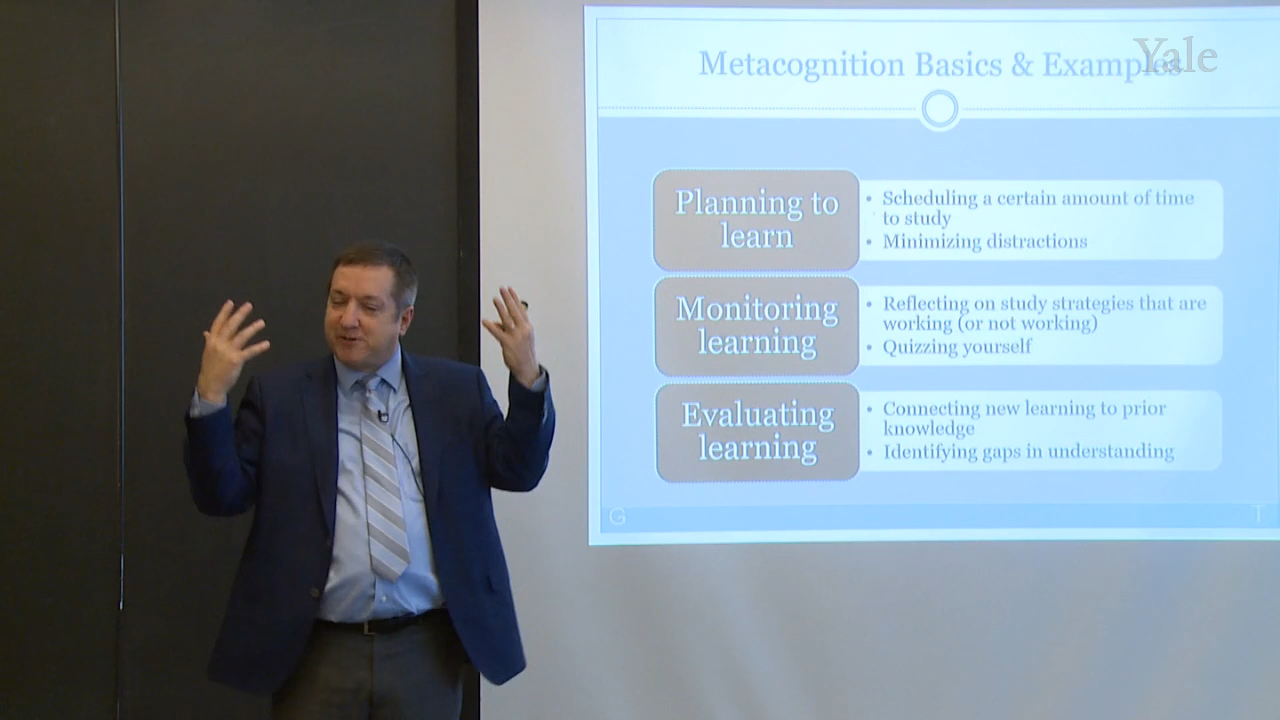 Yale
Metacognition Basics & Examples
Planning to
learn
• Scheduling a certain amount of time
to study
• Minimizing distractions
Monitoring
learning
• Reflecting on study strategies that are
working (or not working)
• Quizzing yourself
Evaluating
learning
• Connecting new learning to prior
knowledge
• Identifying gaps in understanding
G T